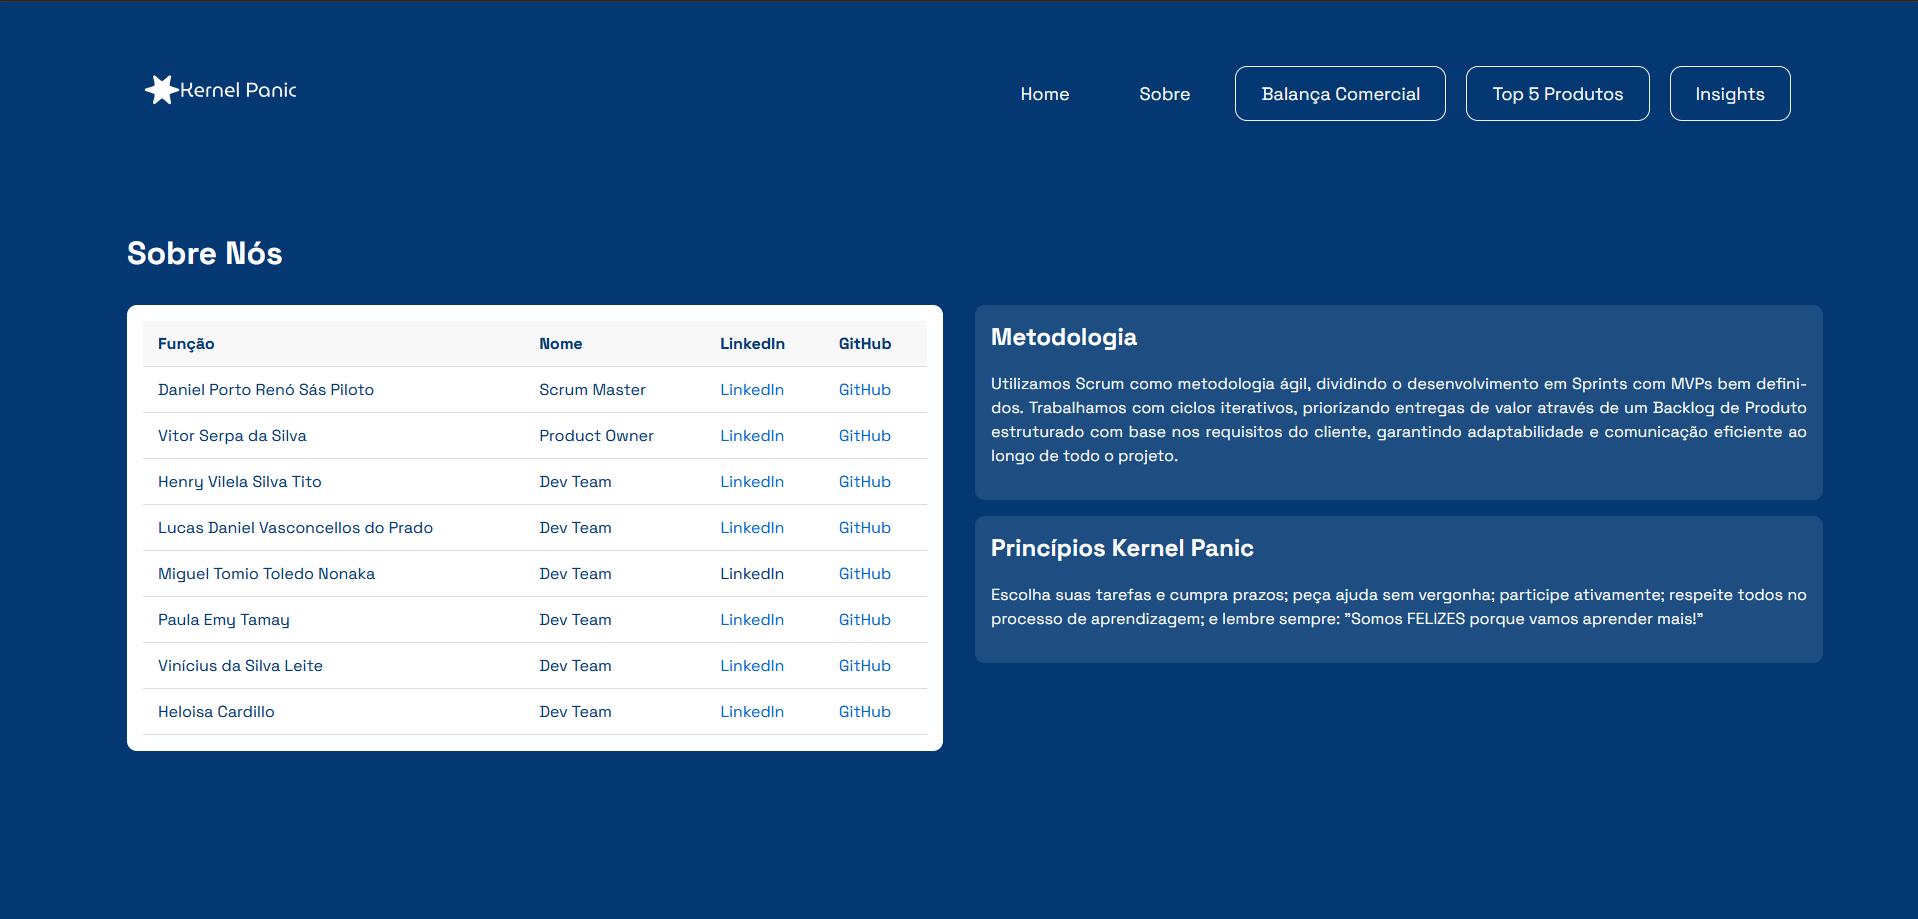 Kernel Panic
Home Sobre Balança Comercial Top 5 Produtos Insights
Sobre Nós
Função Nome LinkedIn GitHub
Daniel Porto Renó Sás Piloto Scrum Master LinkedIn GitHub
Vitor Serpa da Silva Product Owner LinkedIn GitHub
Henry Vilela Silva Tito Dev Team LinkedIn GitHub
Lucas Daniel Vasconcellos do Prado Dev Team LinkedIn GitHub
Miguel Tomio Toledo Nonaka Dev Team LinkedIn GitHub
Paula Emy Tamay Dev Team LinkedIn GitHub
Vinícius da Silva Leite Dev Team LinkedIn GitHub
Heloisa Cardillo Dev Team LinkedIn GitHub
Metodologia
Utilizamos Scrum como metodologia ágil, dividindo o desenvolvimento em Sprints com MVPs bem defini-
dos. Trabalhamos com ciclos iterativos, priorizando entregas de valor através de um Backlog de Produto
estruturado com base nos requisitos do cliente, garantindo adaptabilidade e comunicação eficiente ao
longo de todo o projeto.
Princípios Kernel Panic
Escolha suas tarefas e cumpra prazos; peça ajuda sem vergonha; participe ativamente; respeite todos no
processo de aprendizagem; e lembre sempre: ”Somos FELIZES porque vamos aprender mais!”